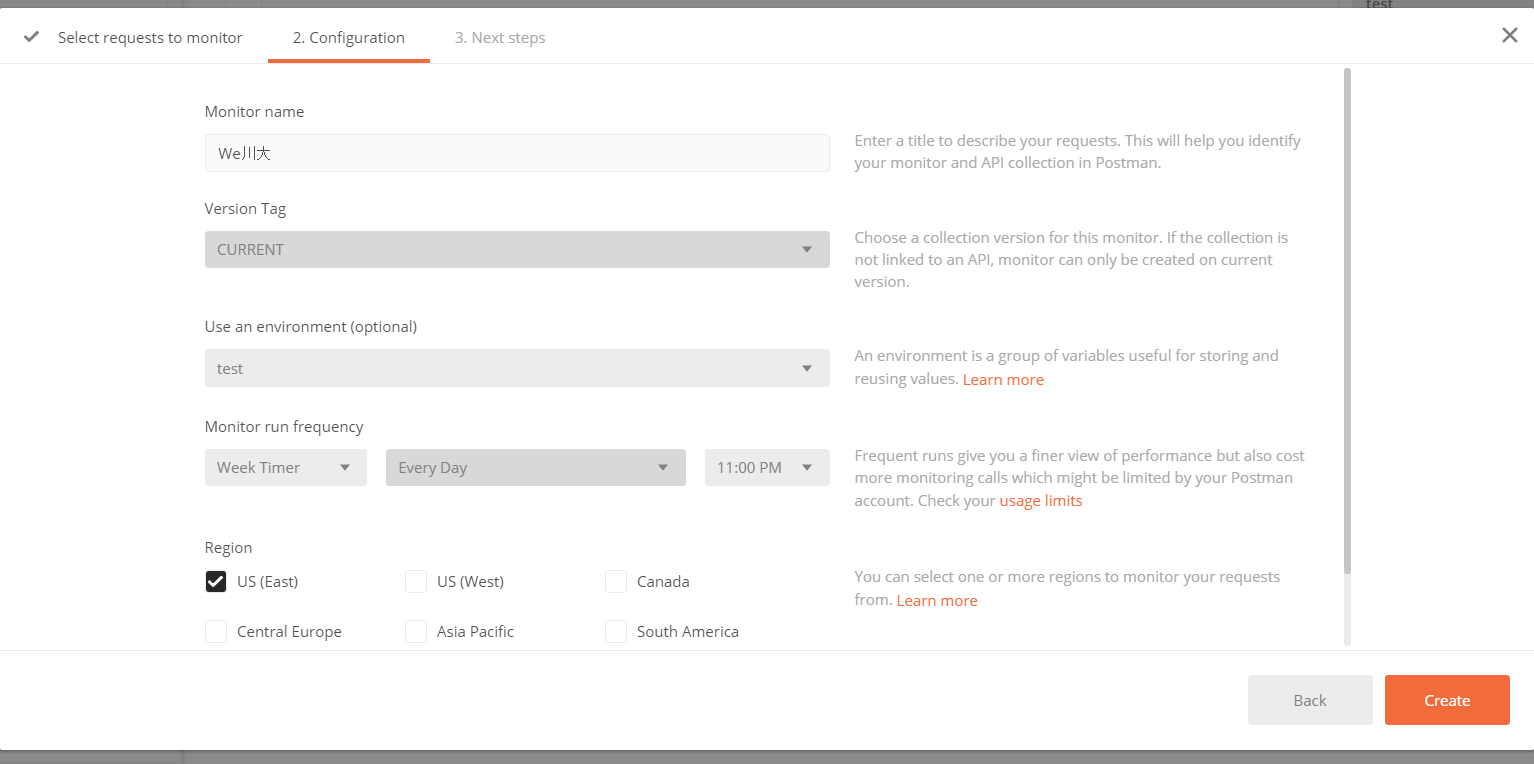 test
Select requests to monitor
2. Configuration
3. Next steps
Monitor name
We川大
Enter a title to describe your requests. This will help you identify
your monitor and API collection in Postman.
Version Tag
CURRENT
Choose a collection version for this monitor. If the collection is
not linked to an API, monitor can only be created on current
version.
Use an environment (optional)
test
An environment is a group of variables useful for storing and
reusing values. Learn more
Monitor run frequency
Week Timer
Every Day
11:00 PM
Frequent runs give you a finer view of performance but also cost
more monitoring calls which might be limited by your Postman
account. Check your usage limits
Region
US (East)
US (West)
Canada
You can select one or more regions to monitor your requests
from. Learn more
Central Europe
Asia Pacific
South America
Back
Create